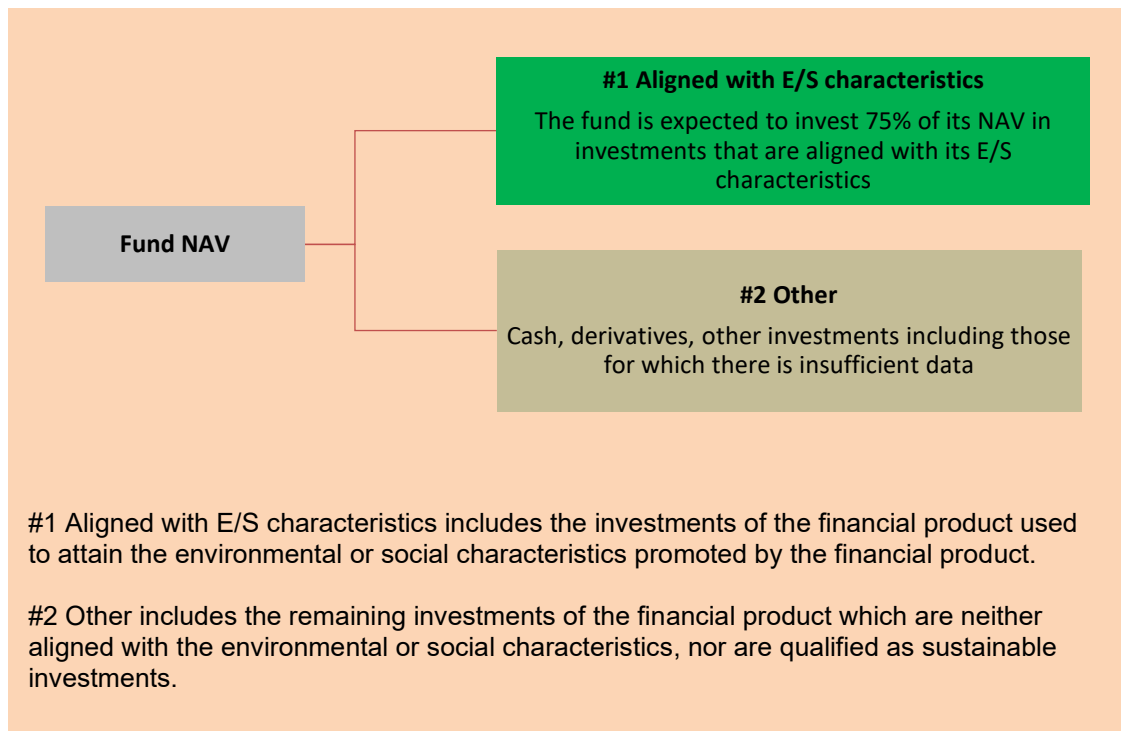 #1 Aligned with E/S characteristics
The fund is expected to invest 75% of its NAV in
investments that are aligned with its E/S
characteristics
Fund NAV
#2 Other
Cash, derivatives, other investments including those
for which there is insufficient data
#1 Aligned with E/S characteristics includes the investments of the financial product used
to attain the environmental or social characteristics promoted by the financial product.
#2 Other includes the remaining investments of the financial product which are neither
aligned with the environmental or social characteristics, nor are qualified as sustainable
investments.